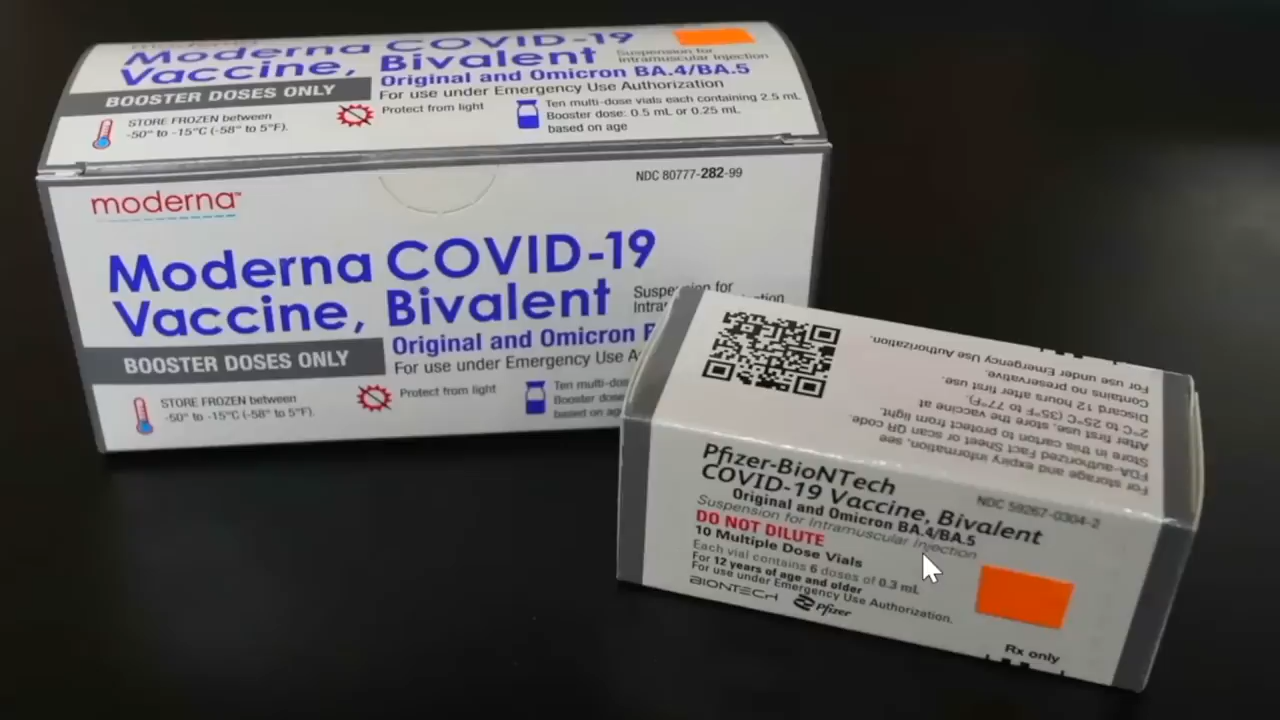 Moderna COVID-19
Vaccine, Bivalent
Suspension for
Intramuscular Injection
Original and Omicron BA.4/BA.5
BOOSTER DOSES ONLY
For use under Emergency Use Authorization
STORE FROZEN between
-50° to -15°C (-58° to 5°F).
Protect from light
Ten multi-dose vials each containing 2.5 mL
Booster dose: 0.5 mL or 0.25 mL
based on age
NDC 80777-282-99
moderna™
Moderna COVID-19
Vaccine, Bivalent
for
Original and Omicron
BOOSTER DOSES ONLY
For use under Emergency Use
STORE FROZEN between
-50° to -15°C (-58° to 5°F).
Protect from light
Ten
Booster
based on age
For storage and expiry information, see
FDA-authorized Fact Sheet or scan QR code.
Store in this carton to protect from light.
After first use, store the vaccine at
2°C to 25°C (35°F to 77°F).
Discard 12 hours after first use.
Contains no preservative.
For use under Emergency Use Authorization.
Pfizer-BioNTech
COVID-19 Vaccine, Bivalent
NDC 59267-0304-2
Original and Omicron BA.4/BA.5
Suspension for Intramuscular Injection
DO NOT DILUTE
10 Multiple Dose Vials
Each vial contains 6 doses of 0.3 mL
For 12 years of age and older
For use under Emergency Use Authorization.
BIONTECH Pfizer
Rx only